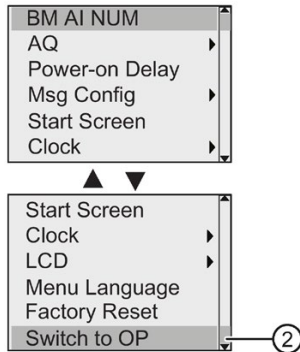 BM AI NUM
AQ
Power-on Delay
Msg Config
Start Screen
Clock
Start Screen
Clock
LCD
Menu Language
Factory Reset
Switch to OP
2